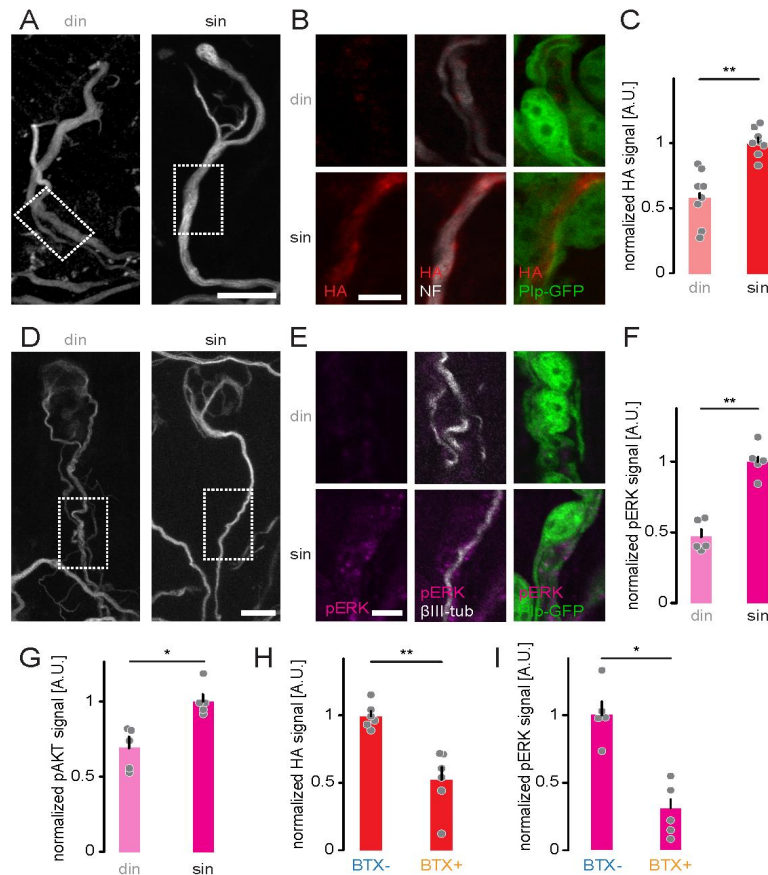 A
din
sin
B
din
sin
HA
HA
NF
HA
Plp-GFP
C
normalized HA signal [A.U.]
**
1
0.5
0
din
sin
D
din
sin
E
din
sin
pERK
pERK
βIII-tub
pERK
Plp-GFP
F
normalized pERK signal [A.U.]
**
1
0.5
0
din
sin
G
normalized pAKT signal [A.U.]
*
1
0.5
0
din
sin
H
normalized HA signal [A.U.]
**
1
0.5
0
BTX-
BTX+
I
normalized pERK signal [A.U.]
*
1
0.5
0
BTX-
BTX+